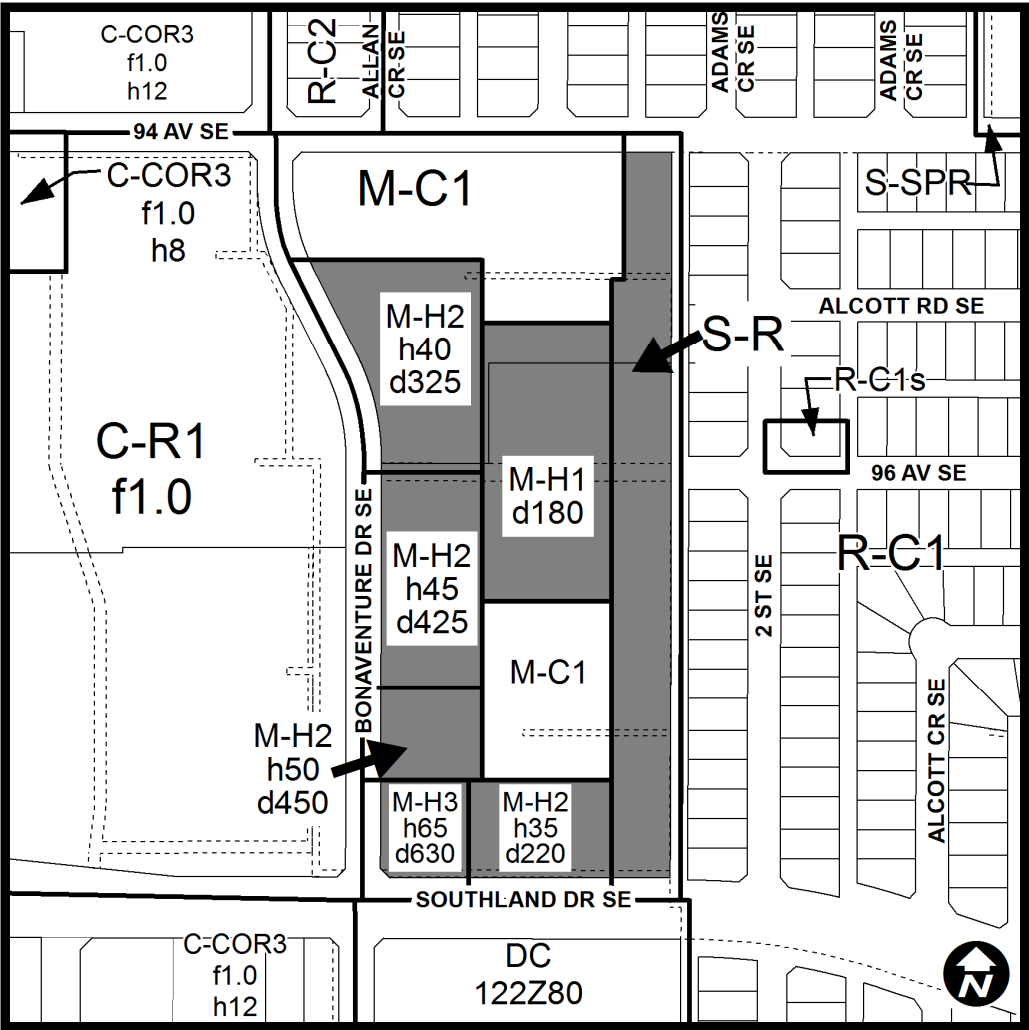 C-COR3
f1.0
h12
R-C2
ALLAN
CR SE
ADAMS
CR SE
ADAMS
CR SE
94 AV SE
C-COR3
f1.0
h8
M-C1
S-SPR
M-H2
h40
d325
ALCOTT RD SE
S-R
R-C1s
C-R1
f1.0
M-H1
d180
96 AV SE
BONAVENTURE DR SE
M-H2
h45
d425
2 ST SE
R-C1
M-C1
ALCOTT CR SE
M-H2
h50
d450
M-H3
h65
d630
M-H2
h35
d220
SOUTHLAND DR SE
C-COR3
f1.0
h12
DC
122Z80
N